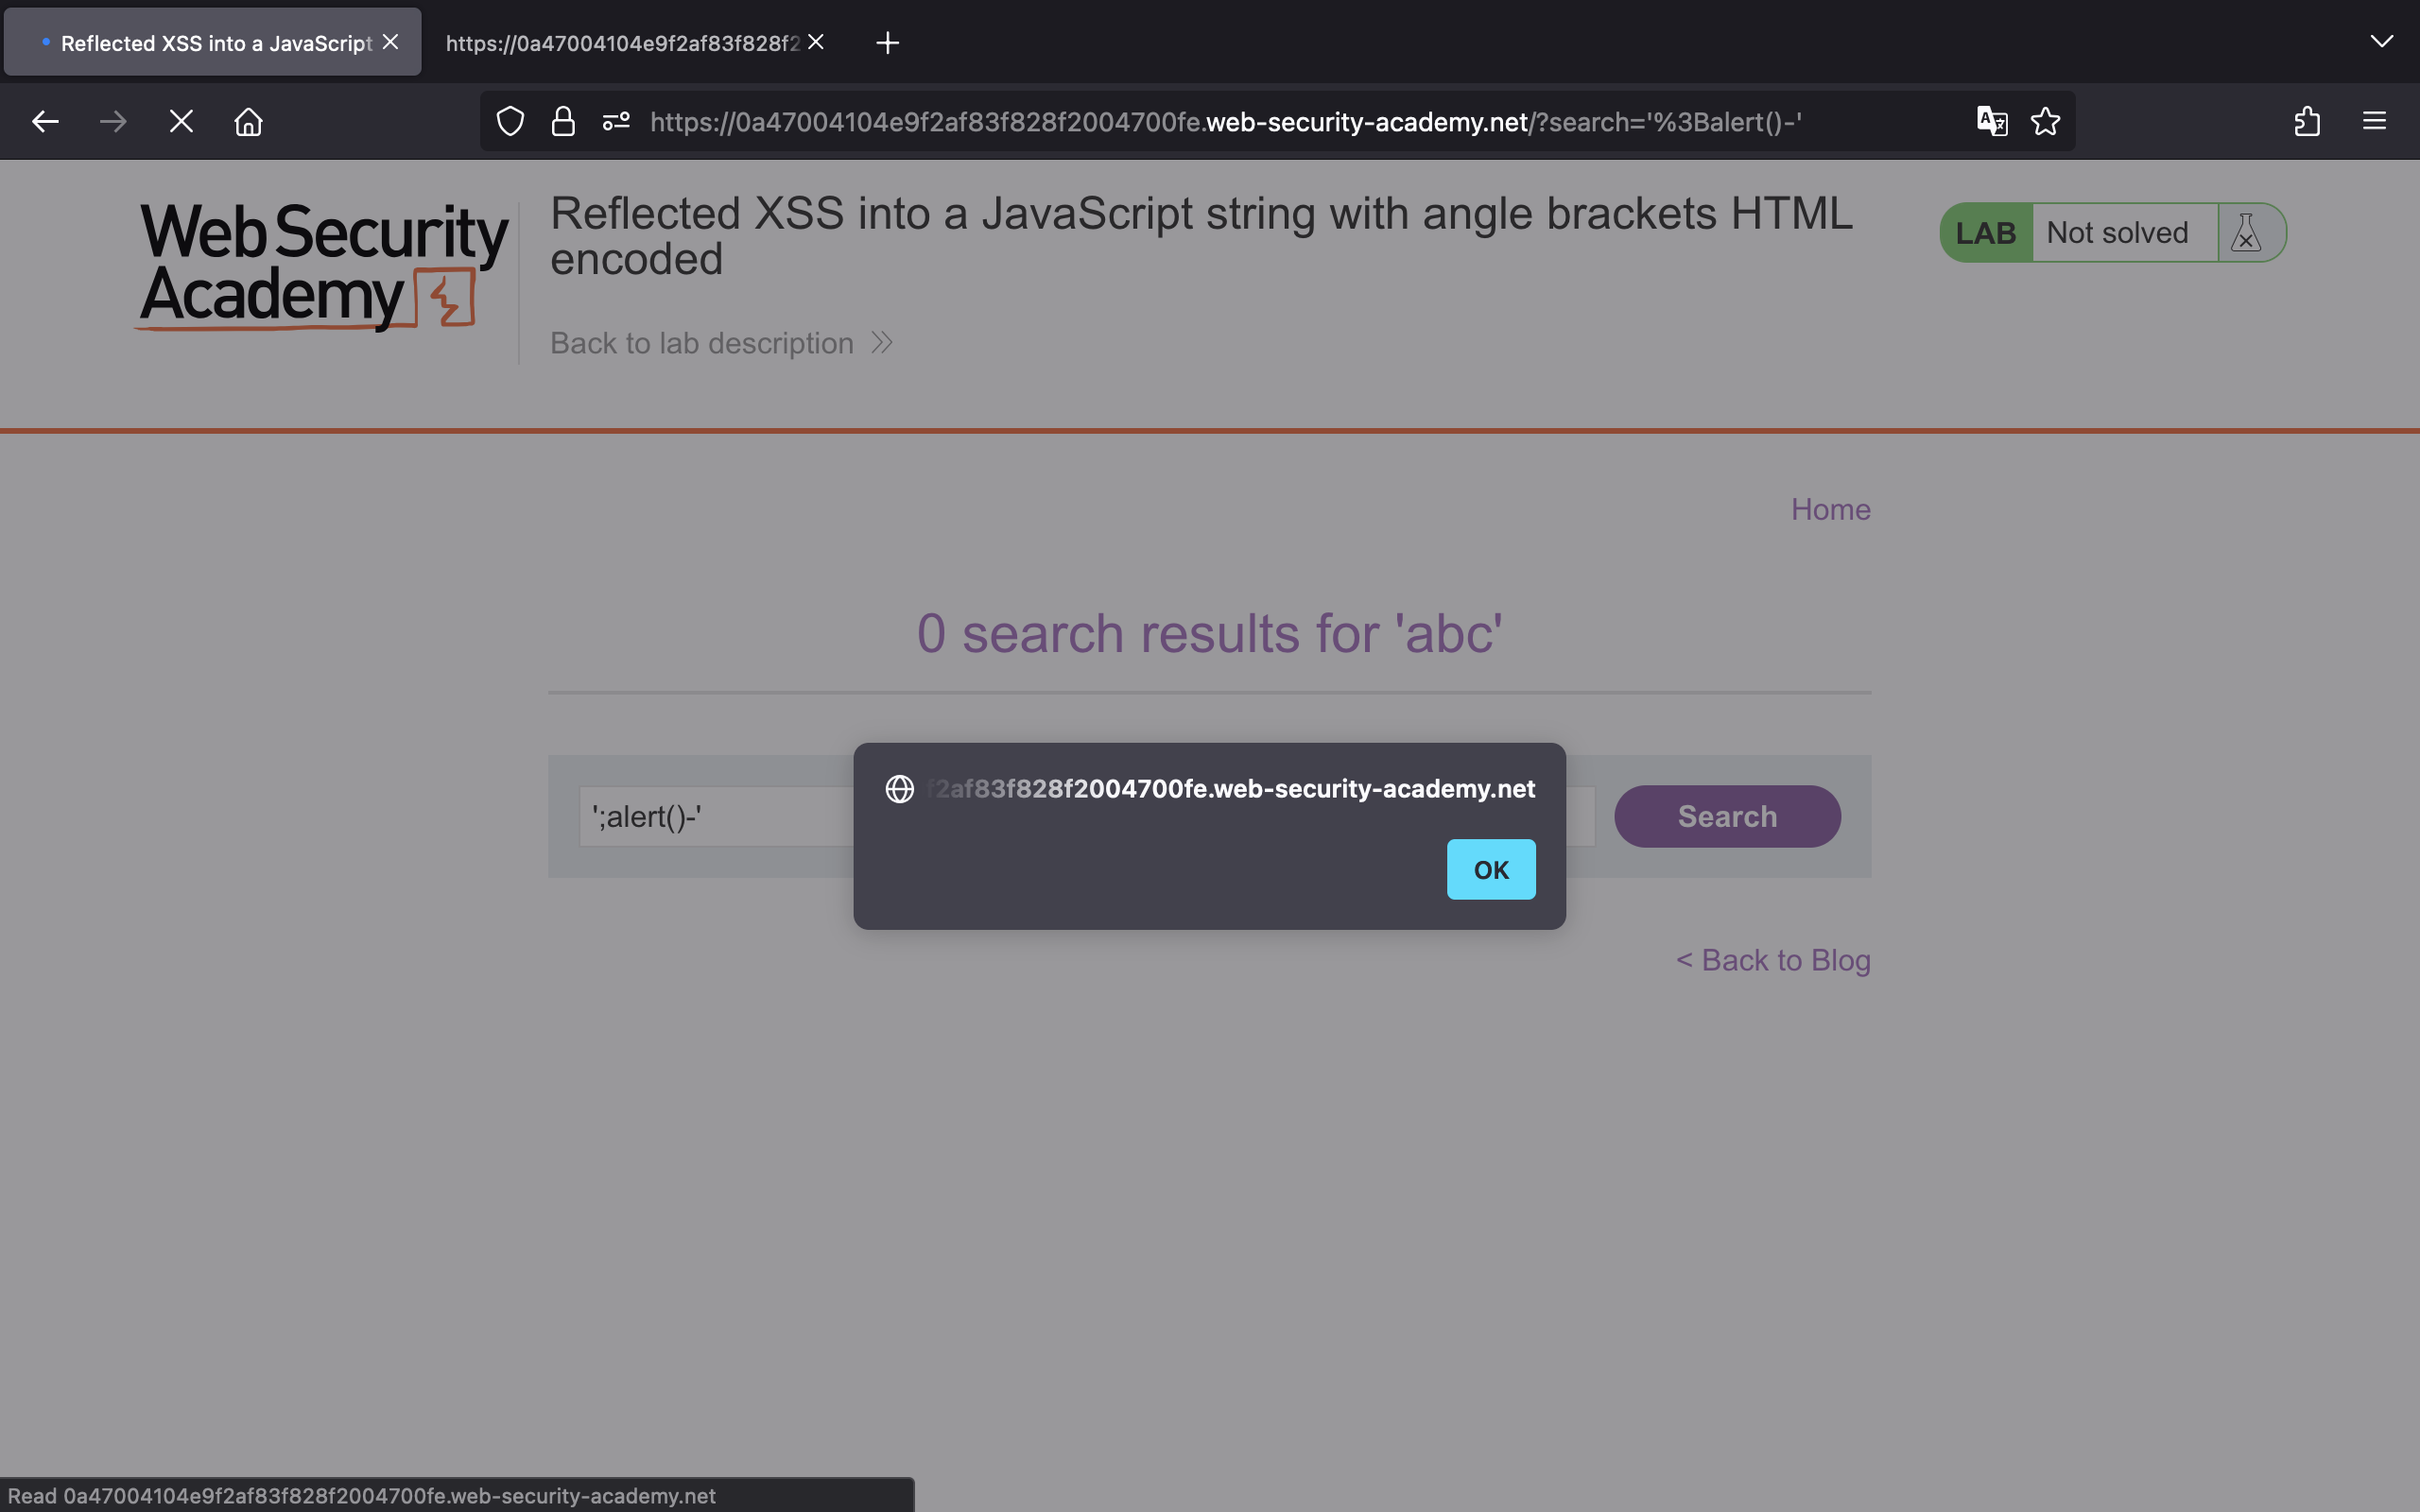 Reflected XSS into a JavaScript
https://0a47004104e9f2af83f828f2
https://0a47004104e9f2af83f828f2004700fe.web-security-academy.net/?search='%3Balert()-'
Web Security
Academy
Reflected XSS into a JavaScript string with angle brackets HTML
encoded
Back to lab description
LAB
Not solved
Home
0 search results for 'abc'
f2af83f828f2004700fe.web-security-academy.net
';alert()-'
Search
OK
< Back to Blog
Read 0a47004104e9f2af83f828f2004700fe.web-security-academy.net